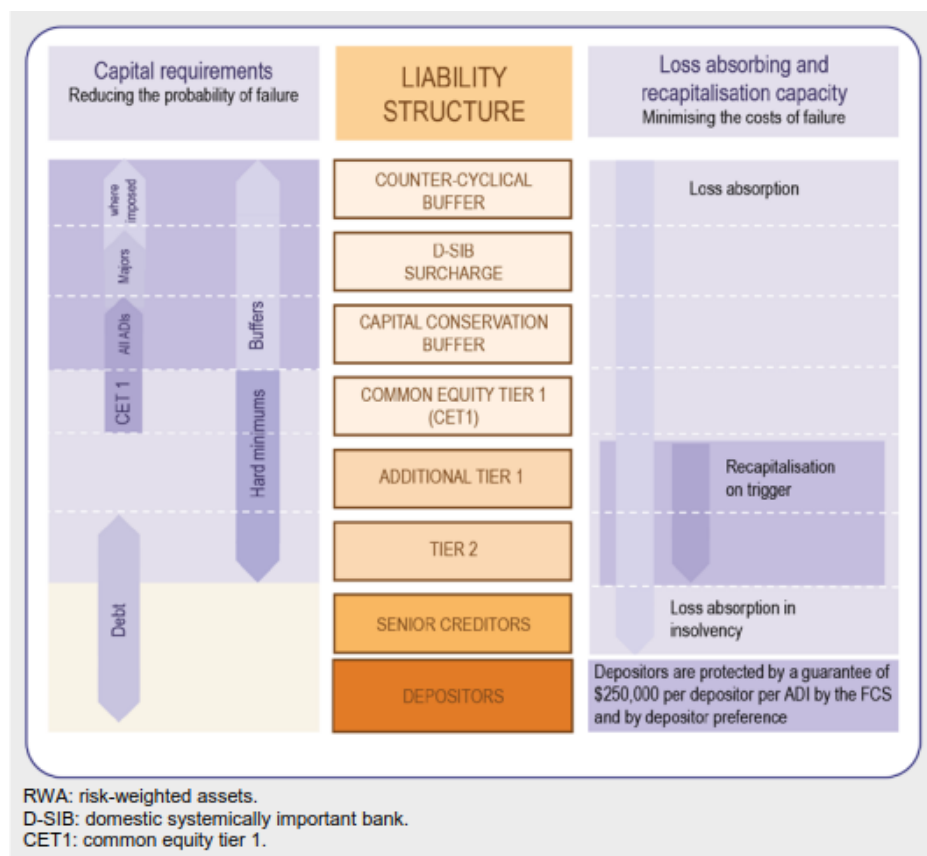 Capital requirements
Reducing the probability of failure
LIABILITY
STRUCTURE
Loss absorbing and
recapitalisation capacity
Minimising the costs of failure
where
imposed
Majors
All ADIs
CET 1
Debt
Buffers
Hard minimums
COUNTER-CYCLICAL
BUFFER
D-SIB
SURCHARGE
CAPITAL CONSERVATION
BUFFER
COMMON EQUITY TIER 1
(CET1)
ADDITIONAL TIER 1
TIER 2
SENIOR CREDITORS
DEPOSITORS
Loss absorption
Recapitalisation
on trigger
Loss absorption in
insolvency
Depositors are protected by a guarantee of
$250,000 per depositor per ADI by the FCS
and by depositor preference
RWA: risk-weighted assets.
D-SIB: domestic systemically important bank.
CET1: common equity tier 1.